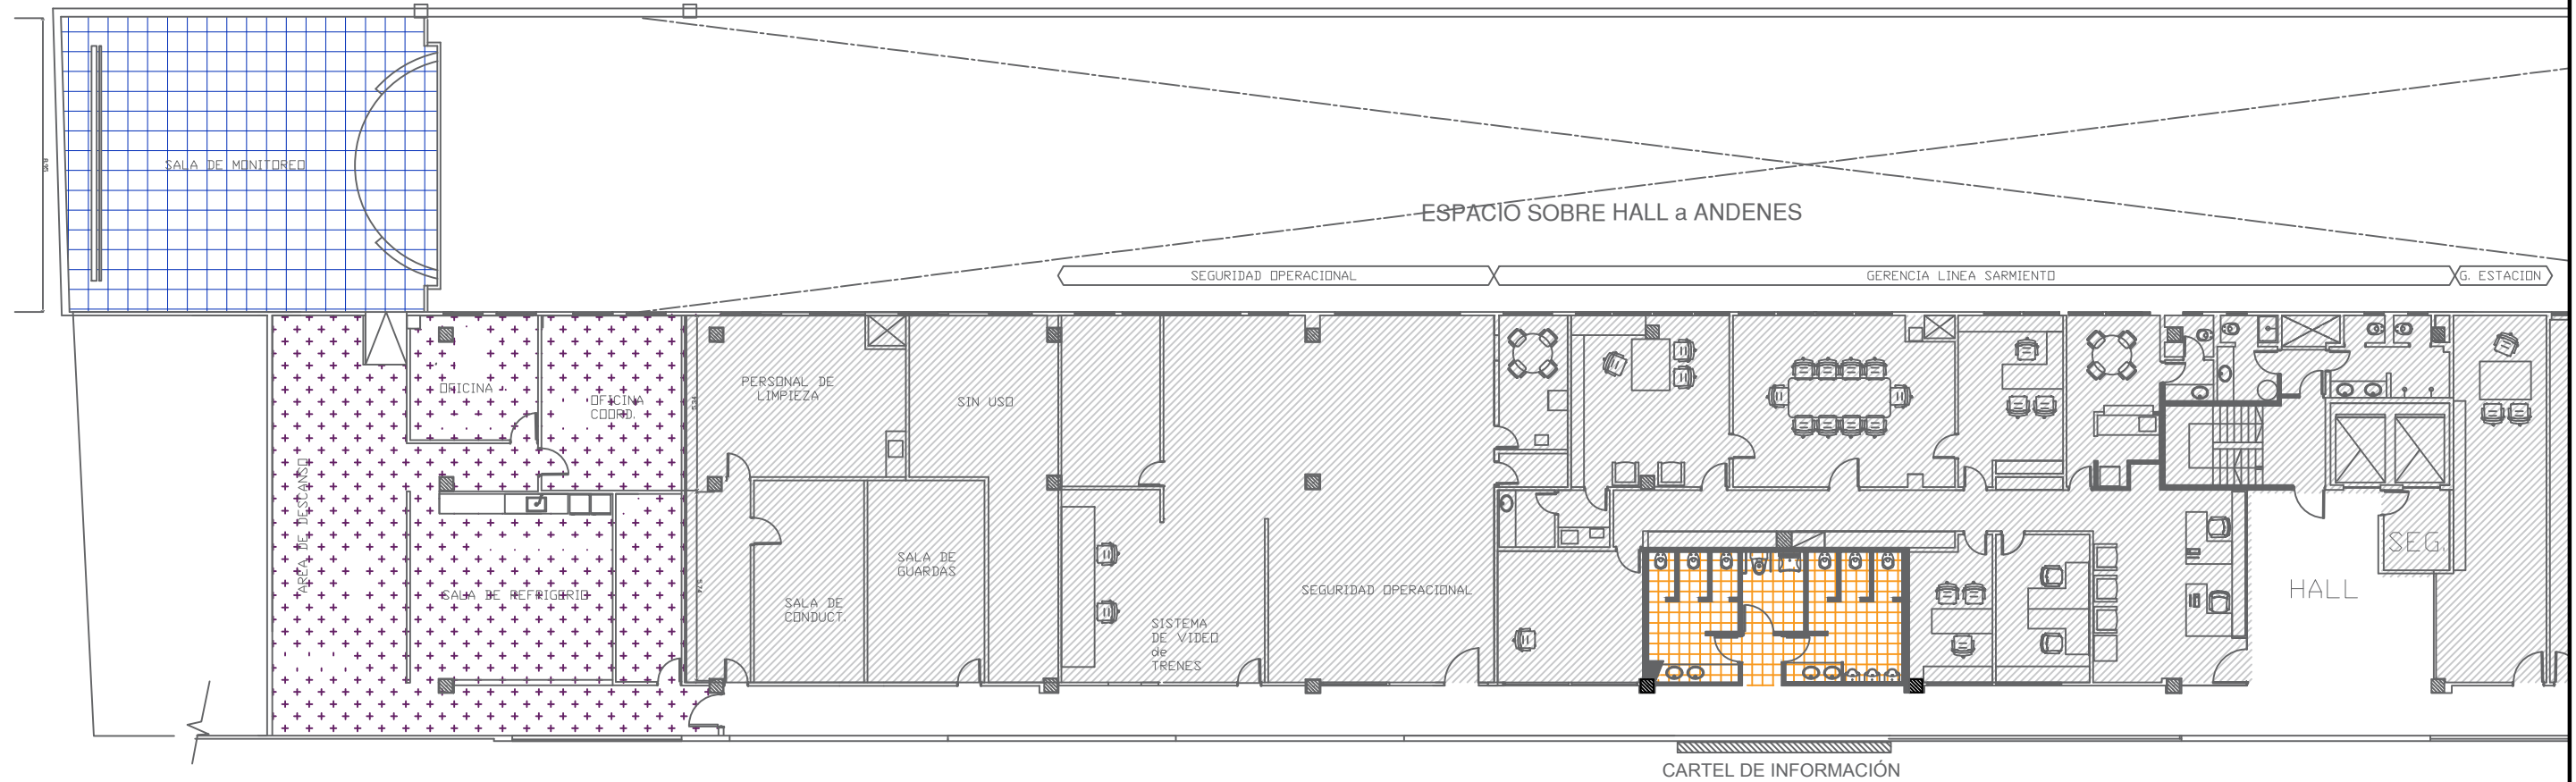 SALA DE MONITOREO
8.95
ESPACIO SOBRE HALL a ANDENES
SEGURIDAD OPERACIONAL
GERENCIA LINEA SARMIENTO
G. ESTACION
OFICINA
OFICINA
COORD.
PERSONAL DE
LIMPIEZA
SIN USO
AREA DE DESCANSO
SALA DE REFRIGERIO
SALA DE
CONDUCT.
SALA DE
GUARDAS
SISTEMA
DE VIDEO
de
TRENES
SEGURIDAD OPERACIONAL
HALL
SEG.
CARTEL DE INFORMACIÓN